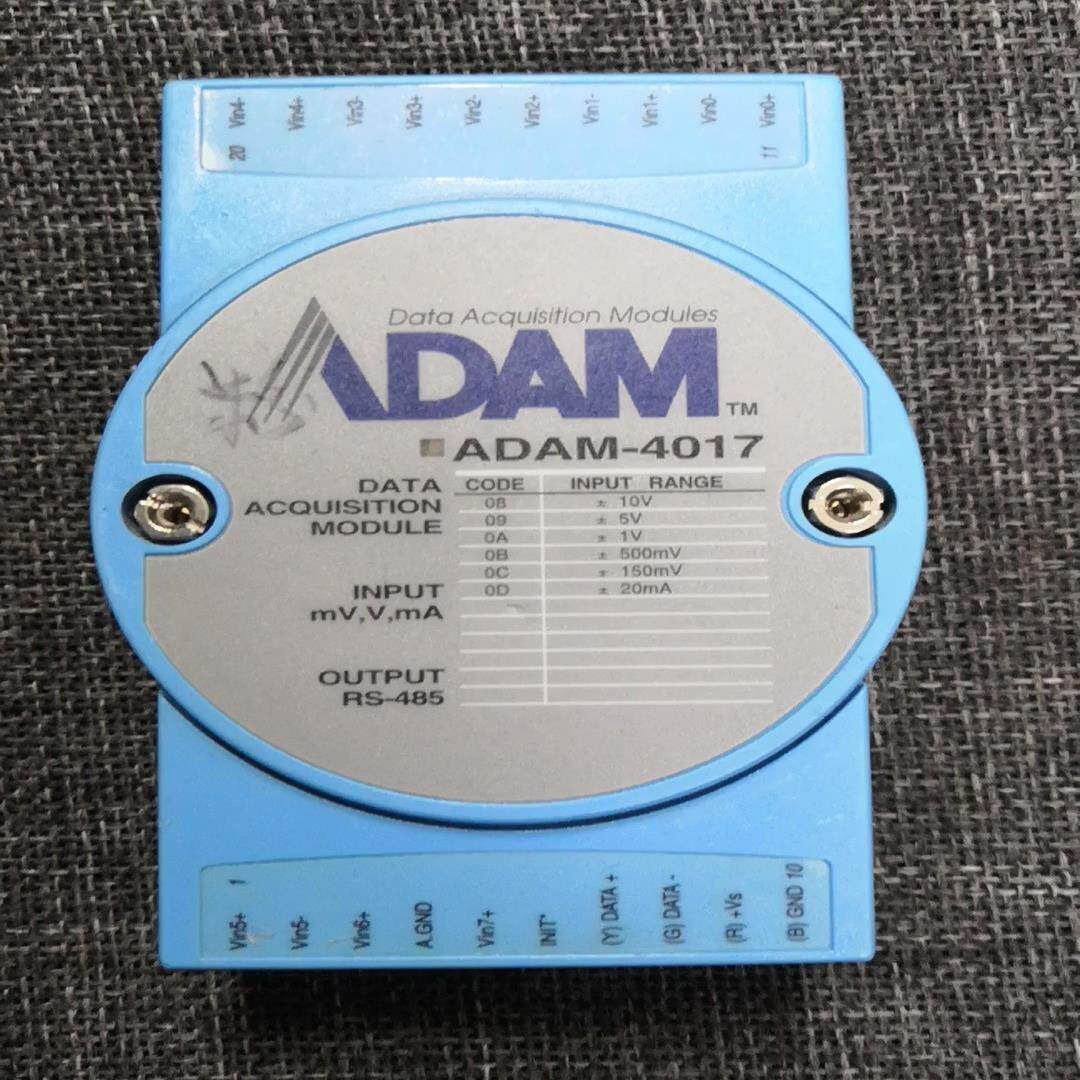 Vin4- Vin4+ Vin3- Vin3+ Vin2- Vin2+ Vin1- Vin1+ Vin0- Vin0+
20 11
Data Acquisition Modules
ADAM TM
ADAM-4017
DATA
ACQUISITION
MODULE
INPUT
mV,V,mA
OUTPUT
RS-485
CODE INPUT RANGE
08 ± 10V
09 ± 5V
0A ± 1V
0B ± 500mV
0C ± 150mV
0D ± 20mA
1 10
Vin5+ Vin5- Vin6+ A.GND Vin7+ INIT* (Y) DATA + (G) DATA - (R) +Vs (B) GND